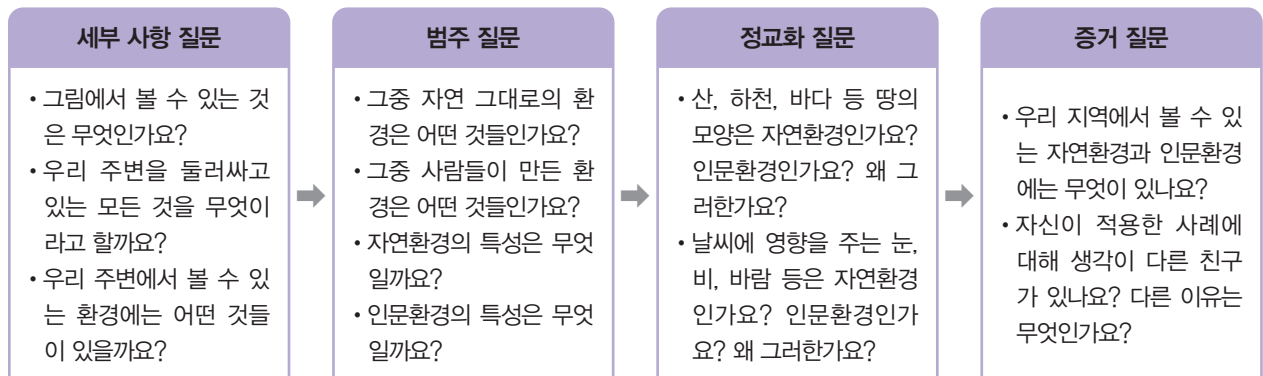 세부 사항 질문
• 그림에서 볼 수 있는 것
은 무엇인가요?
• 우리 주변을 둘러싸고
있는 모든 것을 무엇이
라고 할까요?
• 우리 주변에서 볼 수 있
는 환경에는 어떤 것들
이 있을까요?
범주 질문
• 그중 자연 그대로의 환
경은 어떤 것들인가요?
• 그중 사람들이 만든 환
경은 어떤 것들인가요?
• 자연환경의 특성은 무엇
일까요?
• 인문환경의 특성은 무엇
일까요?
정교화 질문
• 산, 하천, 바다 등 땅의
모양은 자연환경인가요?
인문환경인가요? 왜 그
러한가요?
• 날씨에 영향을 주는 눈,
비, 바람 등은 자연환경
인가요? 인문환경인가
요? 왜 그러한가요?
증거 질문
• 우리 지역에서 볼 수 있
는 자연환경과 인문환경
에는 무엇이 있나요?
• 자신이 적용한 사례에
대해 생각이 다른 친구
가 있나요? 다른 이유는
무엇인가요?